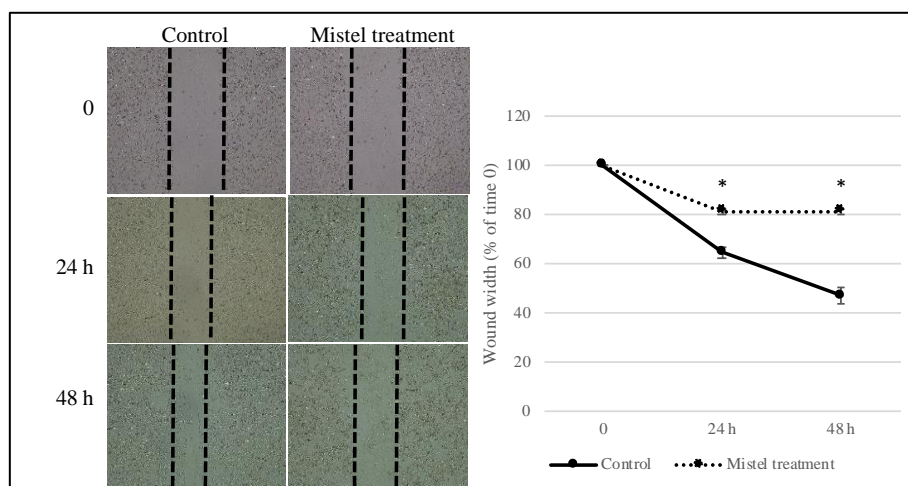 Control Mistel treatment
0
24 h
48 h
Wound width (% of time 0)
120
100
80
60
40
20
0
* *
0 24 h 48 h
Control Mistel treatment